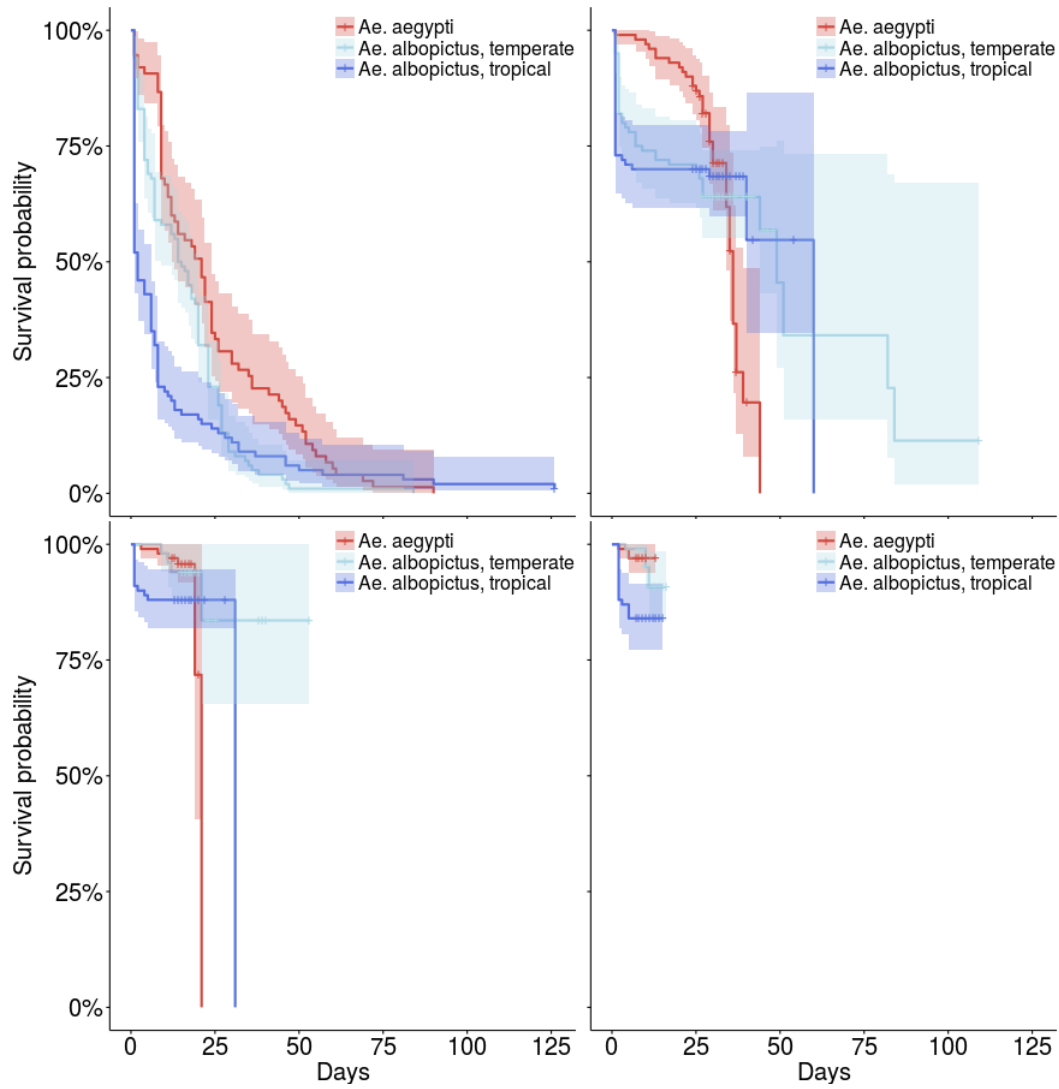 Ae. aegypti
Ae. albopictus, temperate
Ae. albopictus, tropical
100%
75%
50%
25%
0%
Survival probability
Ae. aegypti
Ae. albopictus, temperate
Ae. albopictus, tropical
Ae. aegypti
Ae. albopictus, temperate
Ae. albopictus, tropical
100%
75%
50%
25%
0%
Survival probability
0 25 50 75 100 125
Days
Ae. aegypti
Ae. albopictus, temperate
Ae. albopictus, tropical
0 25 50 75 100 125
Days